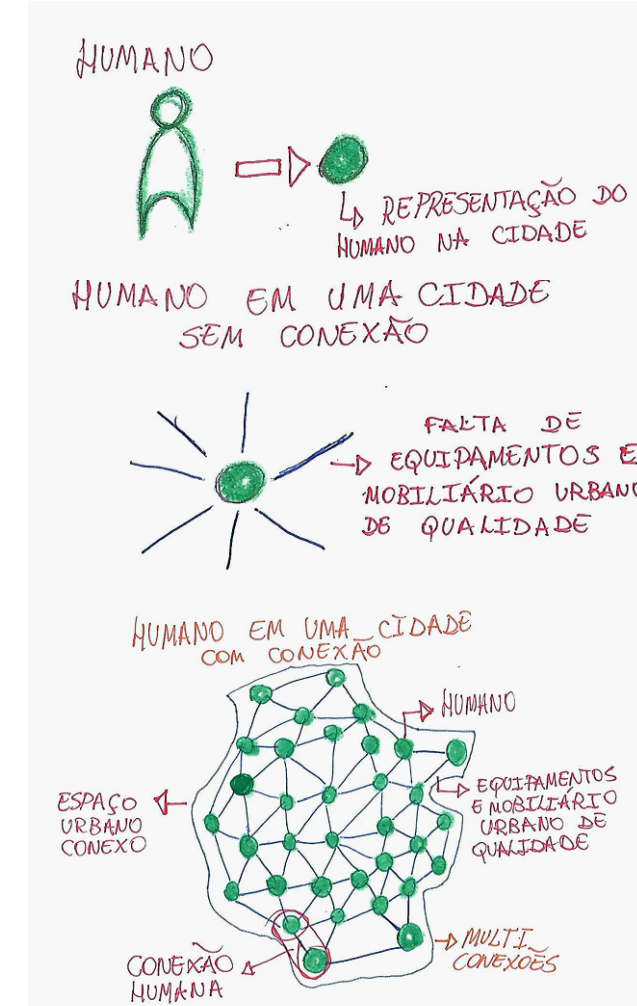 HUMANO
REPRESENTAÇÃO DO
HUMANO NA CIDADE
HUMANO EM UMA CIDADE
SEM CONEXÃO
FALTA DE
EQUIPAMENTOS E
MOBILIÁRIO URBANO
DE QUALIDADE
HUMANO EM UMA CIDADE
COM CONEXÃO
HUMANO
EQUIPAMENTOS
E MOBILIÁRIO
URBANO DE
QUALIDADE
ESPAÇO
URBANO
CONEXO
MULTI
CONEXOẼS
CONEXÃO
HUMANA